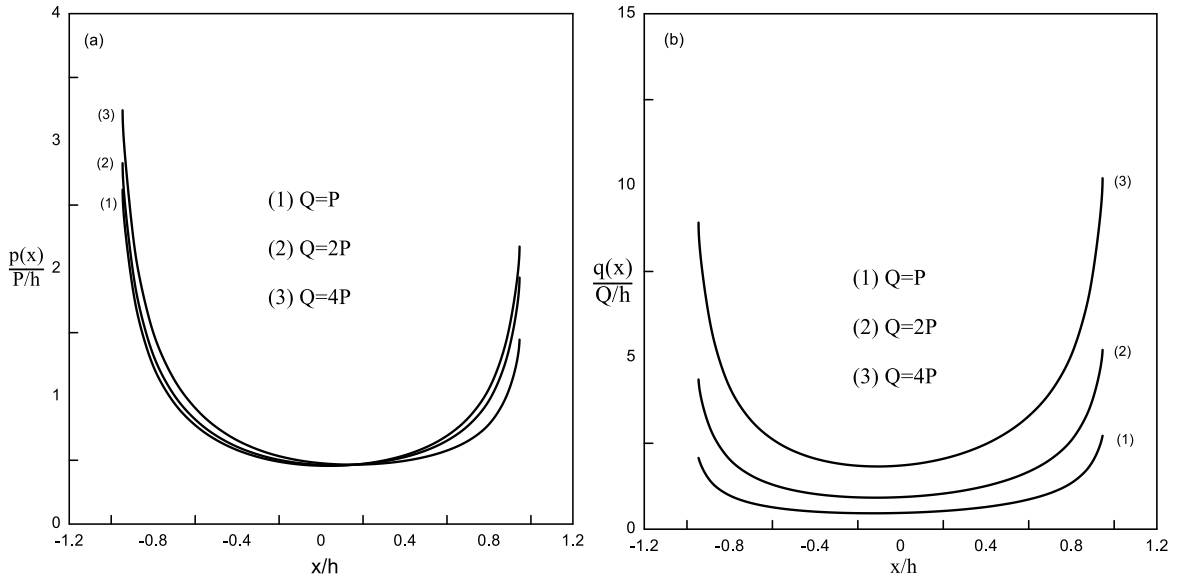 (a)
4
3
2
1
0
p(x)
P/h
(3)
(2)
(1)
(1) Q=P
(2) Q=2P
(3) Q=4P
-1.2 -0.8 -0.4 0 0.4 0.8 1.2
x/h
(b)
15
10
5
0
q(x)
Q/h
(3)
(2)
(1)
(1) Q=P
(2) Q=2P
(3) Q=4P
-1.2 -0.8 -0.4 0 0.4 0.8 1.2
x/h